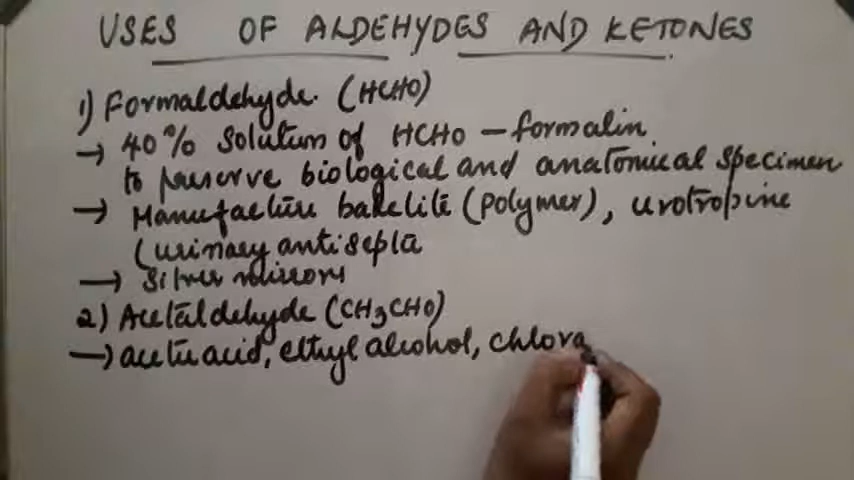 USES OF ALDEHYDES AND KETONES
1) Formaldehyde. (HCHO)
→ 40% Solution of HCHO – formalin
to preserve biological and anatomical specimen
→ Manufacture bakelite (polymer), urotropine
(urinary antiseptic
→ Silver mirrors
2) Acetaldehyde (CH3CHO)
→ acetic acid, ethyl alcohol, chlora